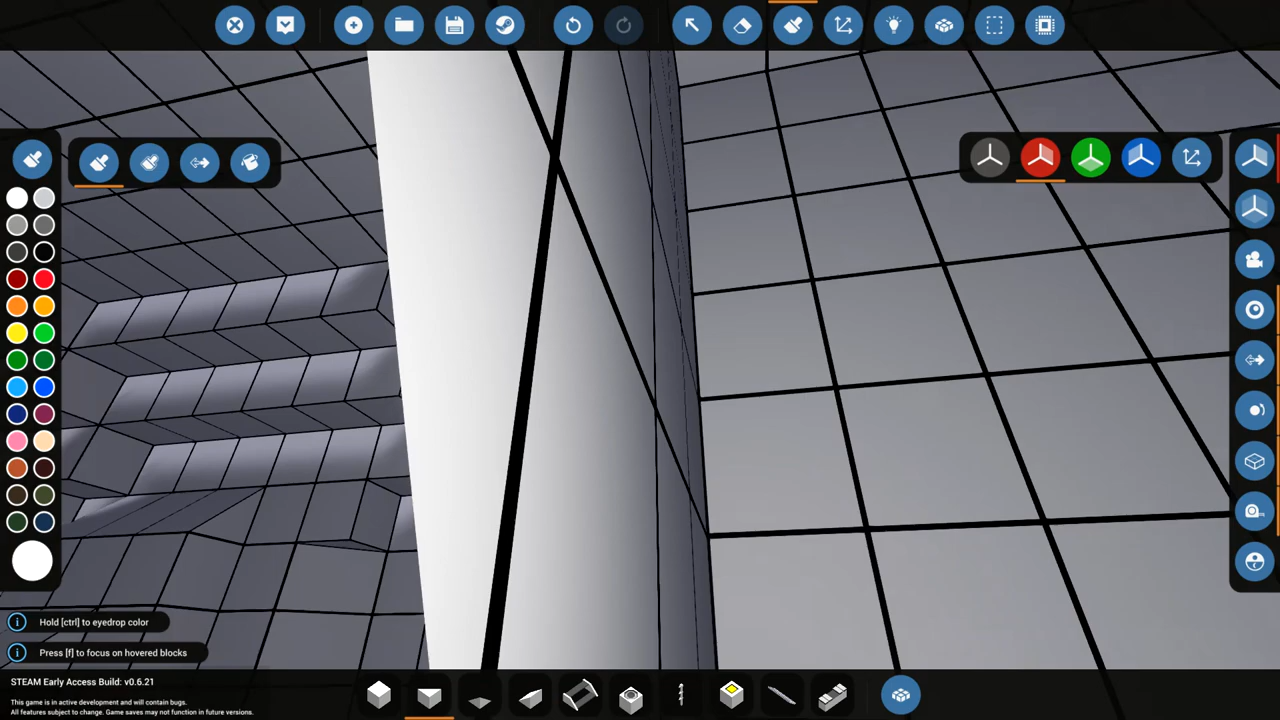 Hold [ctrl] to eyedrop color
Press [f] to focus on hovered blocks
STEAM Early Access Build: v0.6.21
This game is in active development and will contain bugs.
All features subject to change. Game saves may not function in future versions.